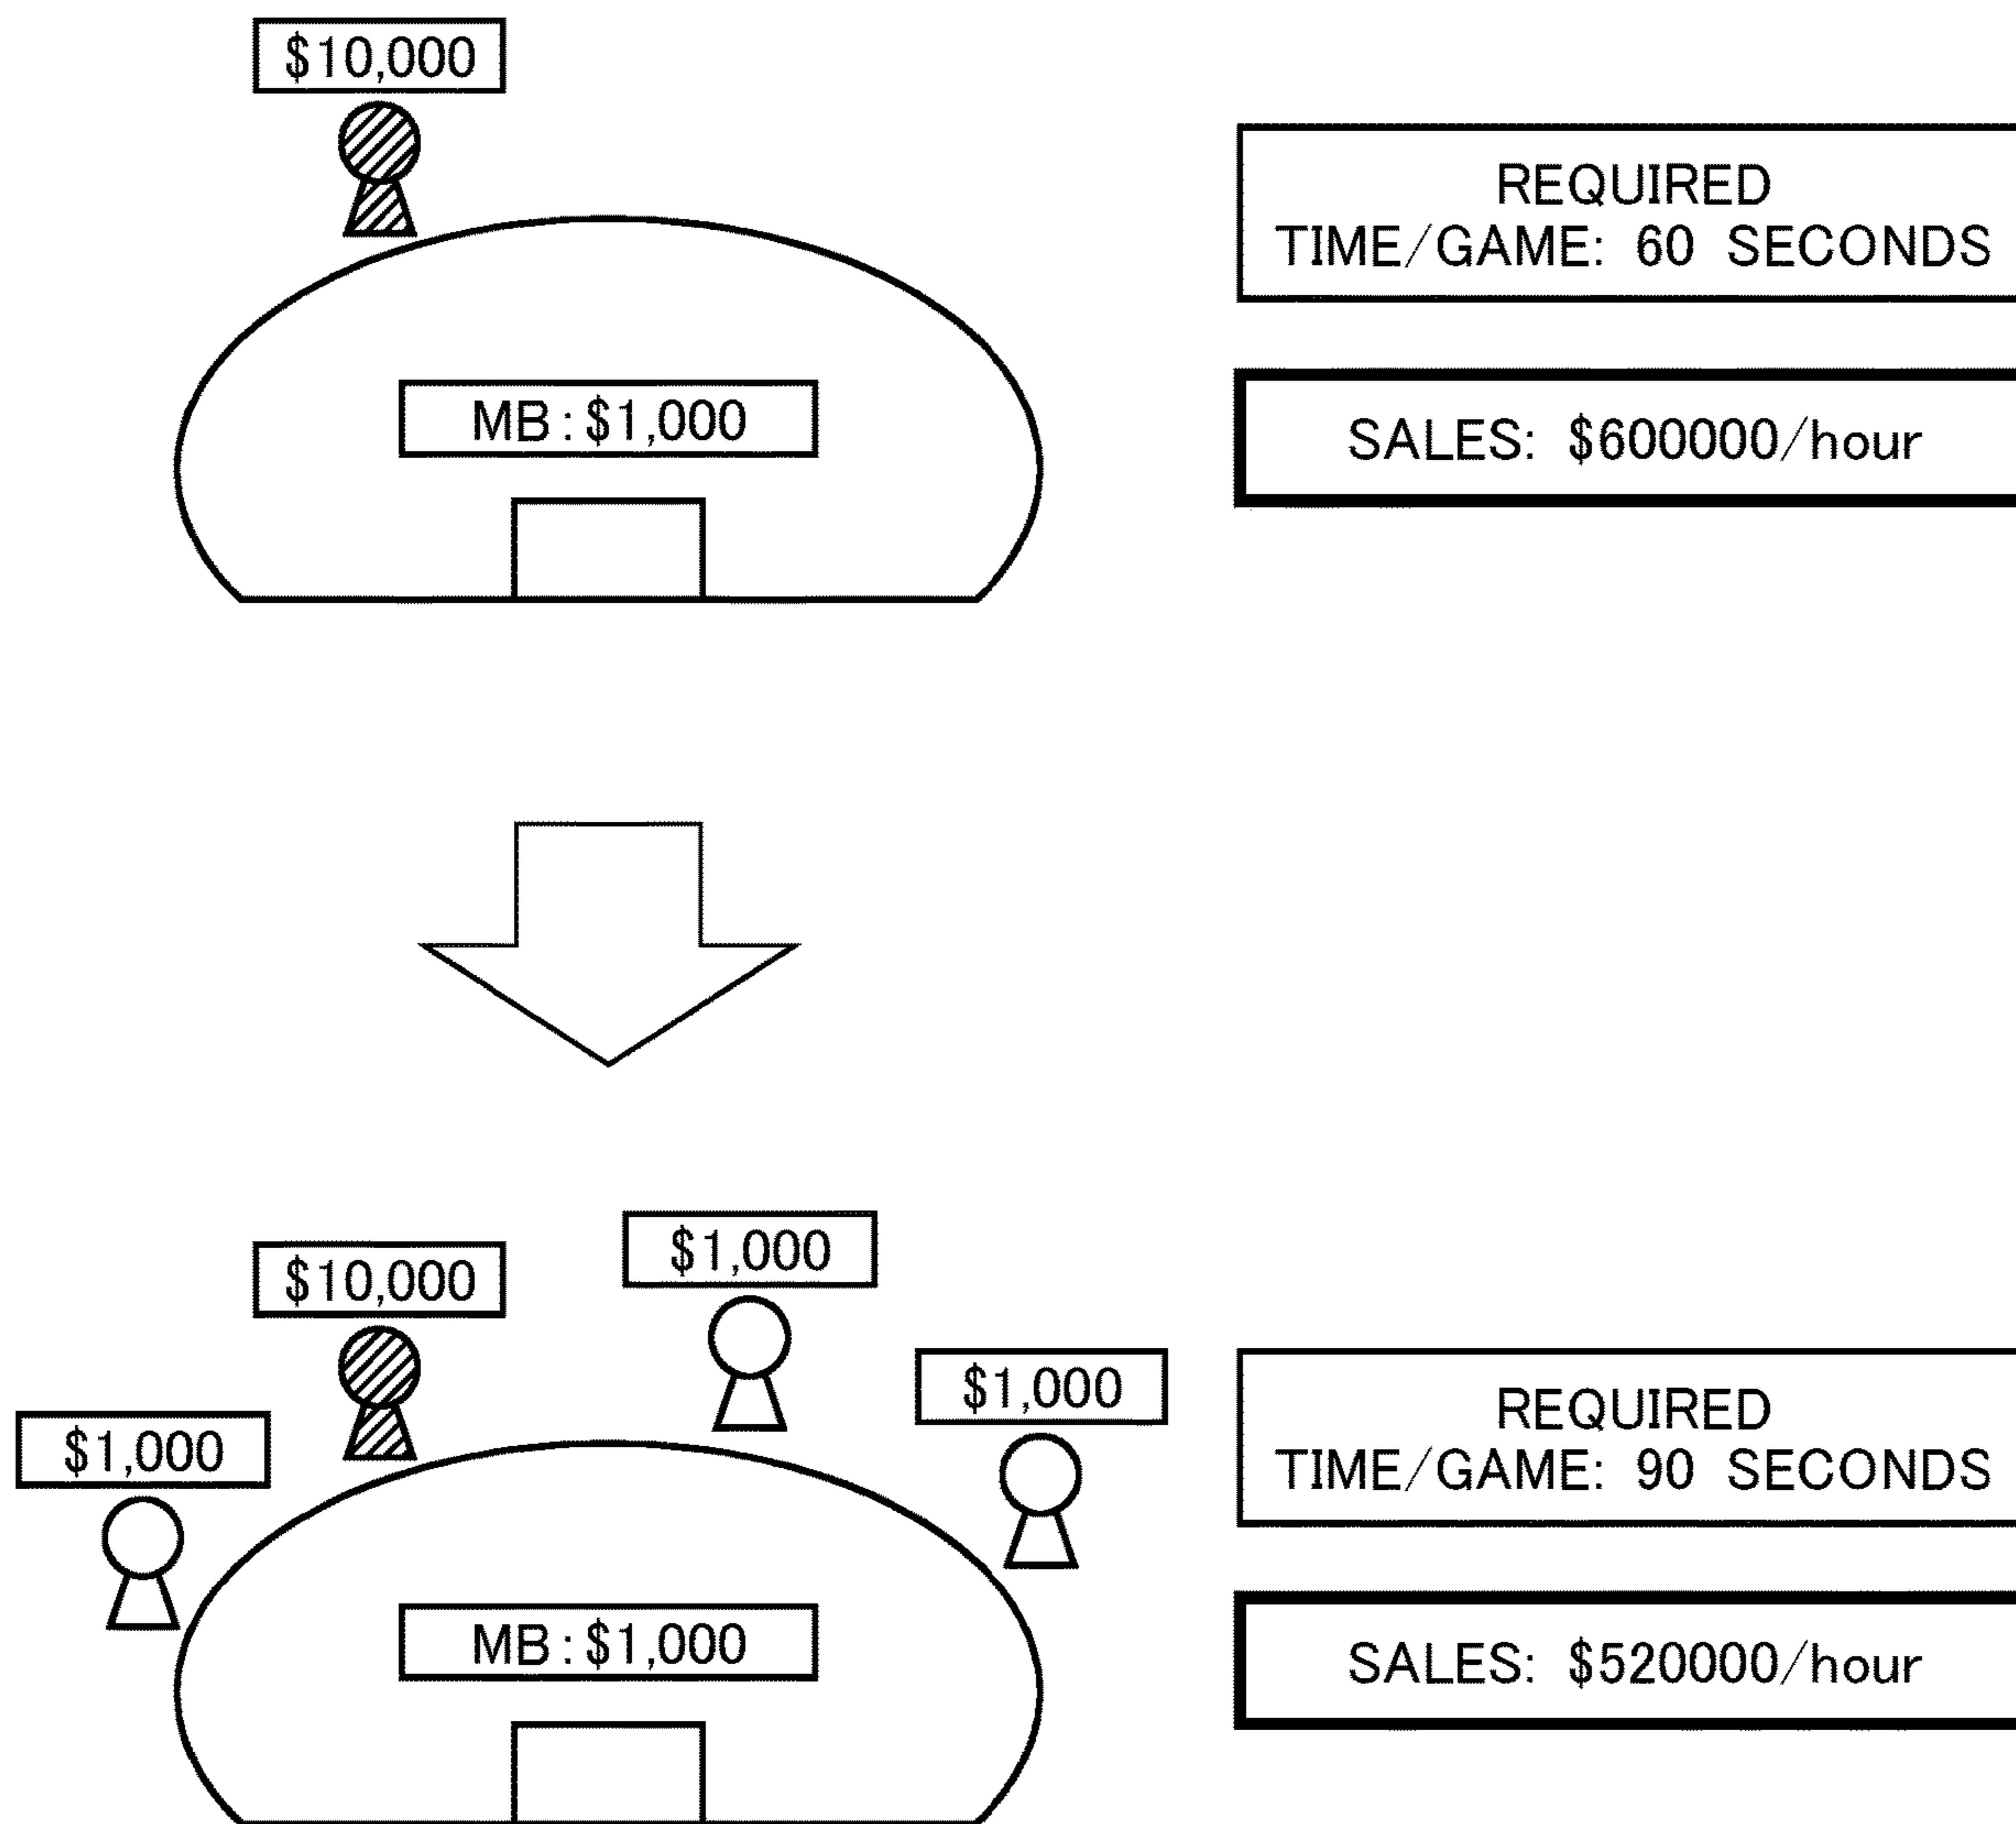 $10,000
REQUIRED
TIME/GAME: 60 SECONDS
MB:$1,000
SALES: $600000/hour
$1,000
$10,000
$1,000
$1,000
REQUIRED
TIME/GAME: 90 SECONDS
MB:$1,000
SALES: $520000/hour